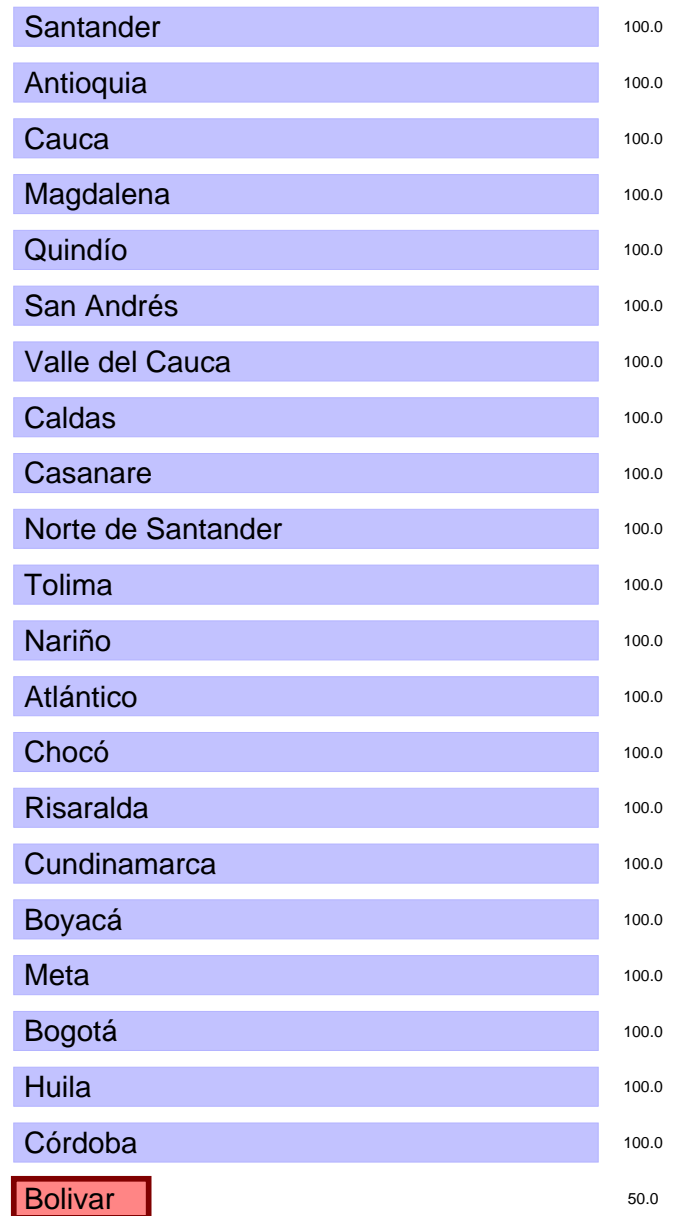 Santander 100.0
Antioquia 100.0
Cauca 100.0
Magdalena 100.0
Quindío 100.0
San Andrés 100.0
Valle del Cauca 100.0
Caldas 100.0
Casanare 100.0
Norte de Santander 100.0
Tolima 100.0
Nariño 100.0
Atlántico 100.0
Chocó 100.0
Risaralda 100.0
Cundinamarca 100.0
Boyacá 100.0
Meta 100.0
Bogotá 100.0
Huila 100.0
Córdoba 100.0
Bolivar 50.0